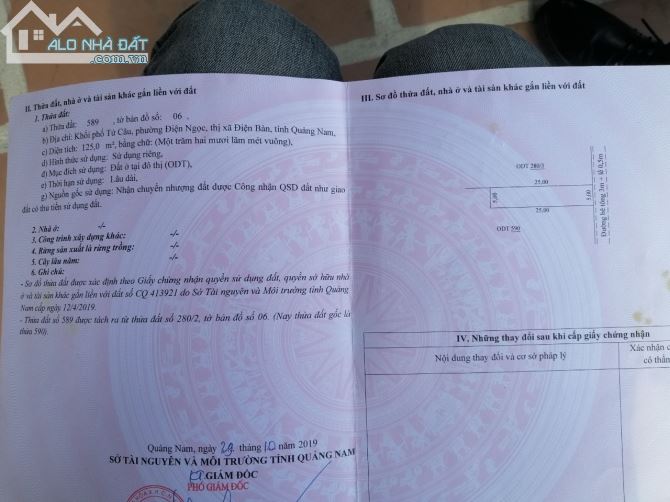 ALO NHÀ ĐẤT
.com.vn
II. Thửa đất, nhà ở và tài sản khác gắn liền với đất
1. Thửa đất:
a) Thửa đất: 589 , tờ bản đồ số: 06 .
b) Địa chỉ: Khối phố Tứ Câu, phường Điện Ngọc, thị xã Điện Bàn, tỉnh Quảng Nam,
c) Diện tích: 125,0 m², bằng chữ: (Một trăm hai mươi lăm mét vuông),
d) Hình thức sử dụng: Sử dụng riêng,
đ) Mục đích sử dụng: Đất ở tại đô thị (ODT),
e) Thời hạn sử dụng: Lâu dài,
g) Nguồn gốc sử dụng: Nhận chuyển nhượng đất được Công nhận QSD đất như giao
đất có thu tiền sử dụng đất.
2. Nhà ở: -/-
3. Công trình xây dựng khác: -/-
4. Rừng sản xuất là rừng trồng: -/-
5. Cây lâu năm: -/-
6. Ghi chú:
- Sơ đồ thửa đất được xác định theo Giấy chứng nhận quyền sử dụng đất, quyền sở hữu nhà
ở và tài sản khác gắn liền với đất số CQ 413921 do Sở Tài nguyên và Môi trường tỉnh Quảng
Nam cấp ngày 12/4/2019.
- Thửa đất số 589 được tách ra từ thửa đất số 280/2, tờ bản đồ số 06. (Nay thửa đất gốc là
thửa 590).
Quảng Nam, ngày 29 tháng 10 năm 2019
SỞ TÀI NGUYÊN VÀ MÔI TRƯỜNG TỈNH QUẢNG NAM
KT GIÁM ĐỐC
PHÓ GIÁM ĐỐC
III. Sơ đồ thửa đất, nhà ở và tài sản khác gắn liền với đất
ODT 280/3
25,00
5,00
5,00
25,00
ODT 590
Đường bê tông 3m - lề 0,5m
IV. Những thay đổi sau khi cấp giấy chứng nhận
Nội dung thay đổi và cơ sở pháp lý
Xác nhận c
có thẩm